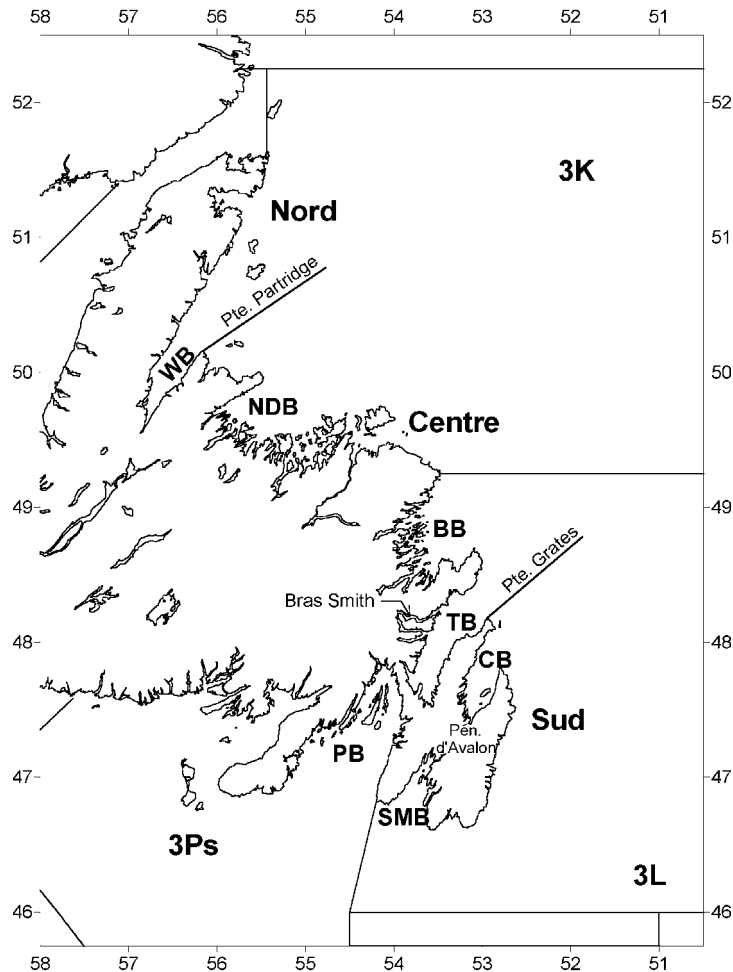 58 57 56 55 54 53 52 51
52 52
3K
Nord
51 51
Pte. Partridge
WB
50 50
NDB
Centre
49 49
BB
Pte. Grates
Bras Smith
TB
48 48
CB
Sud
Pén.
d'Avalon
PB
47 47
SMB
3Ps
3L
46 46
58 57 56 55 54 53 52 51